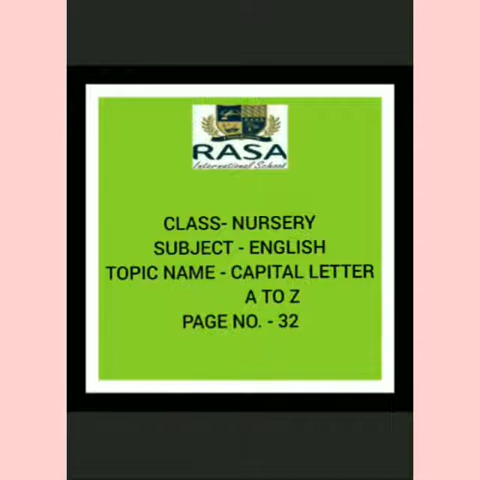 RASA
International School
CLASS- NURSERY
SUBJECT - ENGLISH
TOPIC NAME - CAPITAL LETTER
A TO Z
PAGE NO. - 32